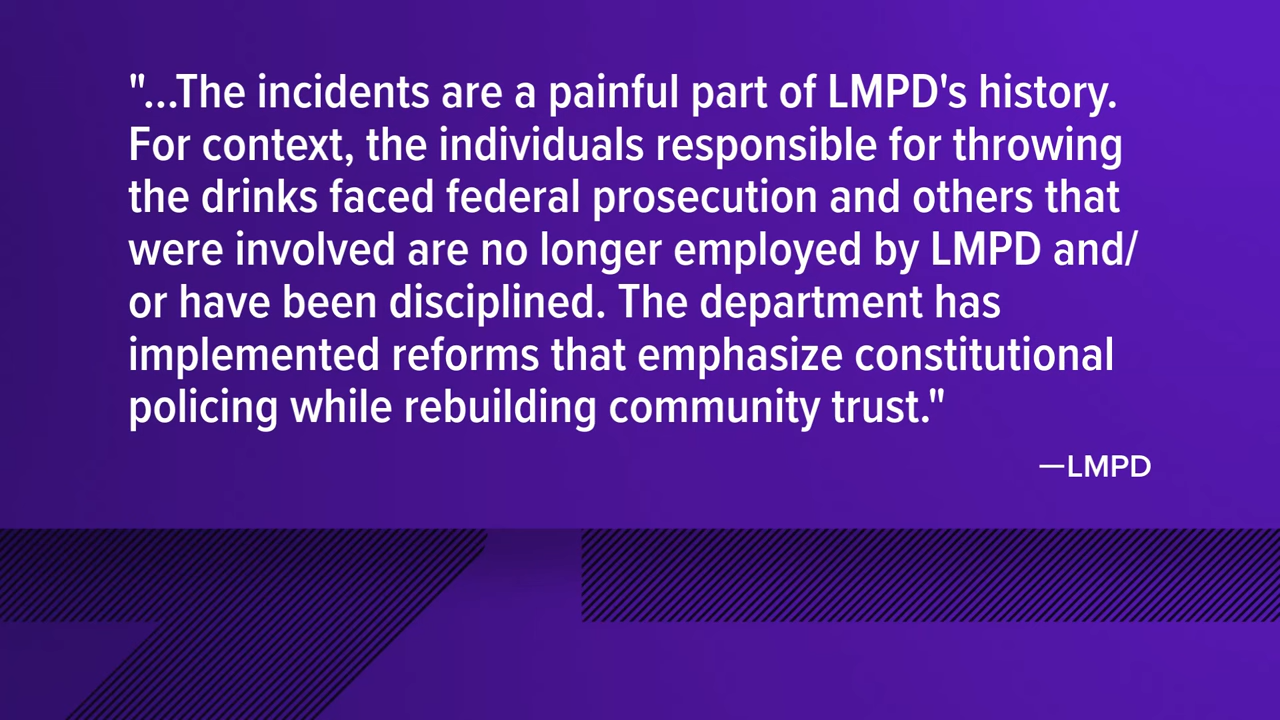 "...The incidents are a painful part of LMPD's history.
For context, the individuals responsible for throwing
the drinks faced federal prosecution and others that
were involved are no longer employed by LMPD and/
or have been disciplined. The department has
implemented reforms that emphasize constitutional
policing while rebuilding community trust."
—LMPD